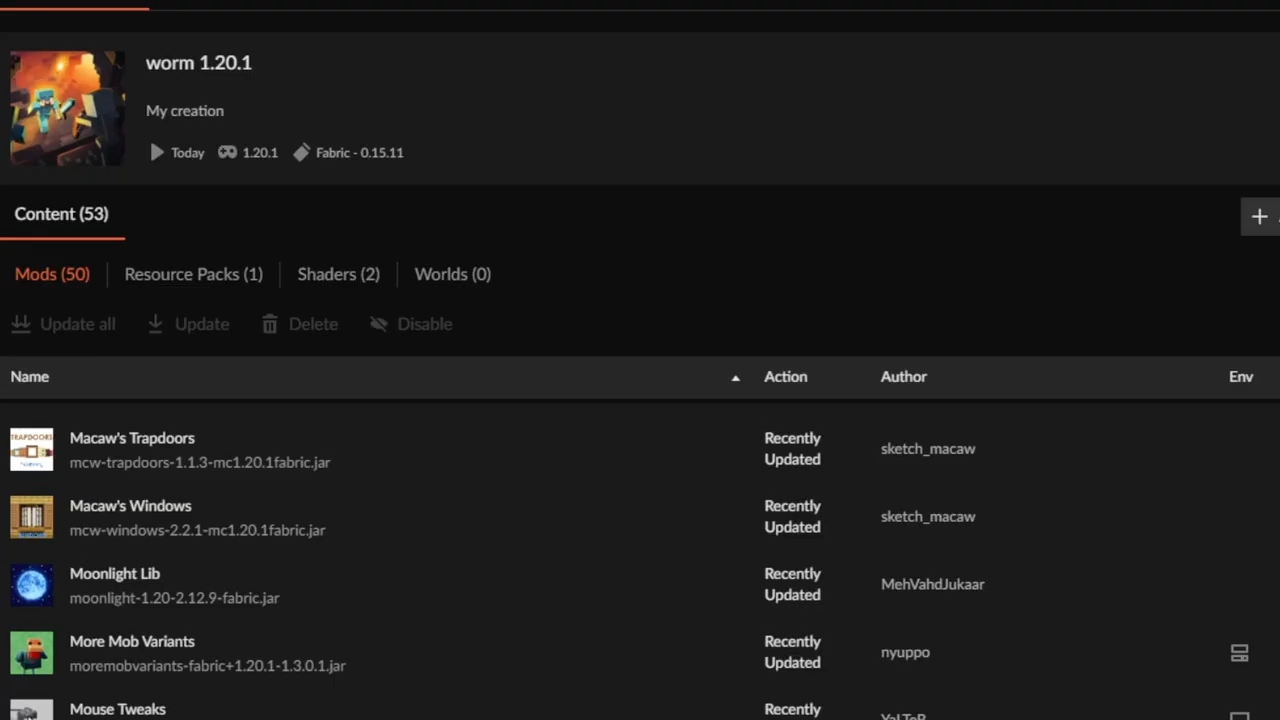 worm 1.20.1
My creation
Today 1.20.1 Fabric - 0.15.11
Content (53)
Mods (50) Resource Packs (1) Shaders (2) Worlds (0)
Update all Update Delete Disable
Name Action Author Env
TRAPDOORS
Macaw's Trapdoors
mcw-trapdoors-1.1.3-mc1.20.1fabric.jar
Recently
Updated
sketch_macaw
Macaw's Windows
mcw-windows-2.2.1-mc1.20.1fabric.jar
Recently
Updated
sketch_macaw
Moonlight Lib
moonlight-1.20-2.12.9-fabric.jar
Recently
Updated
MehVahdJukaar
More Mob Variants
moremobvariants-fabric+1.20.1-1.3.0.1.jar
Recently
Updated
nyuppo
Mouse Tweaks
Recently